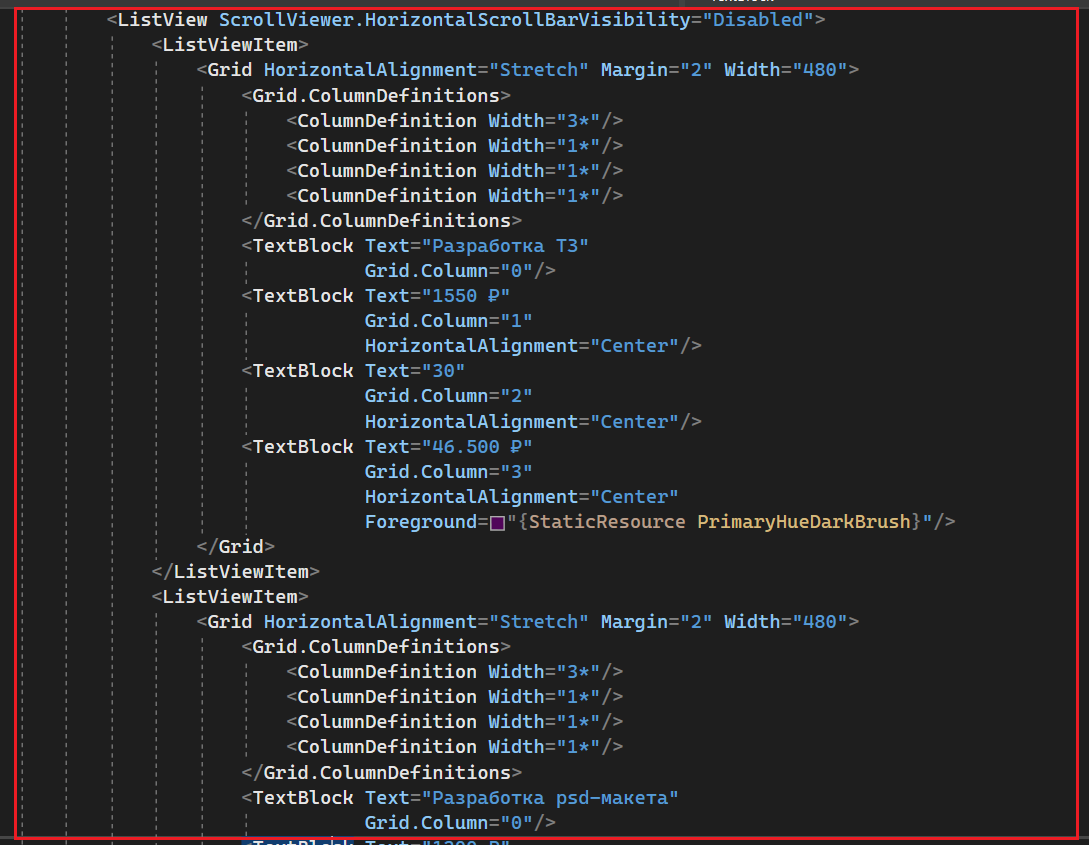 <ListView ScrollViewer.HorizontalScrollBarVisibility="Disabled">
<ListViewItem>
<Grid HorizontalAlignment="Stretch" Margin="2" Width="480">
<Grid.ColumnDefinitions>
<ColumnDefinition Width="3*"/>
<ColumnDefinition Width="1*"/>
<ColumnDefinition Width="1*"/>
<ColumnDefinition Width="1*"/>
</Grid.ColumnDefinitions>
<TextBlock Text="Разработка ТЗ"
Grid.Column="0"/>
<TextBlock Text="1550 ₽"
Grid.Column="1"
HorizontalAlignment="Center"/>
<TextBlock Text="30"
Grid.Column="2"
HorizontalAlignment="Center"/>
<TextBlock Text="46.500 ₽"
Grid.Column="3"
HorizontalAlignment="Center"
Foreground="{StaticResource PrimaryHueDarkBrush}"/>
</Grid>
</ListViewItem>
<ListViewItem>
<Grid HorizontalAlignment="Stretch" Margin="2" Width="480">
<Grid.ColumnDefinitions>
<ColumnDefinition Width="3*"/>
<ColumnDefinition Width="1*"/>
<ColumnDefinition Width="1*"/>
<ColumnDefinition Width="1*"/>
</Grid.ColumnDefinitions>
<TextBlock Text="Разработка psd-макета"
Grid.Column="0"/>
<TextBlock Text=